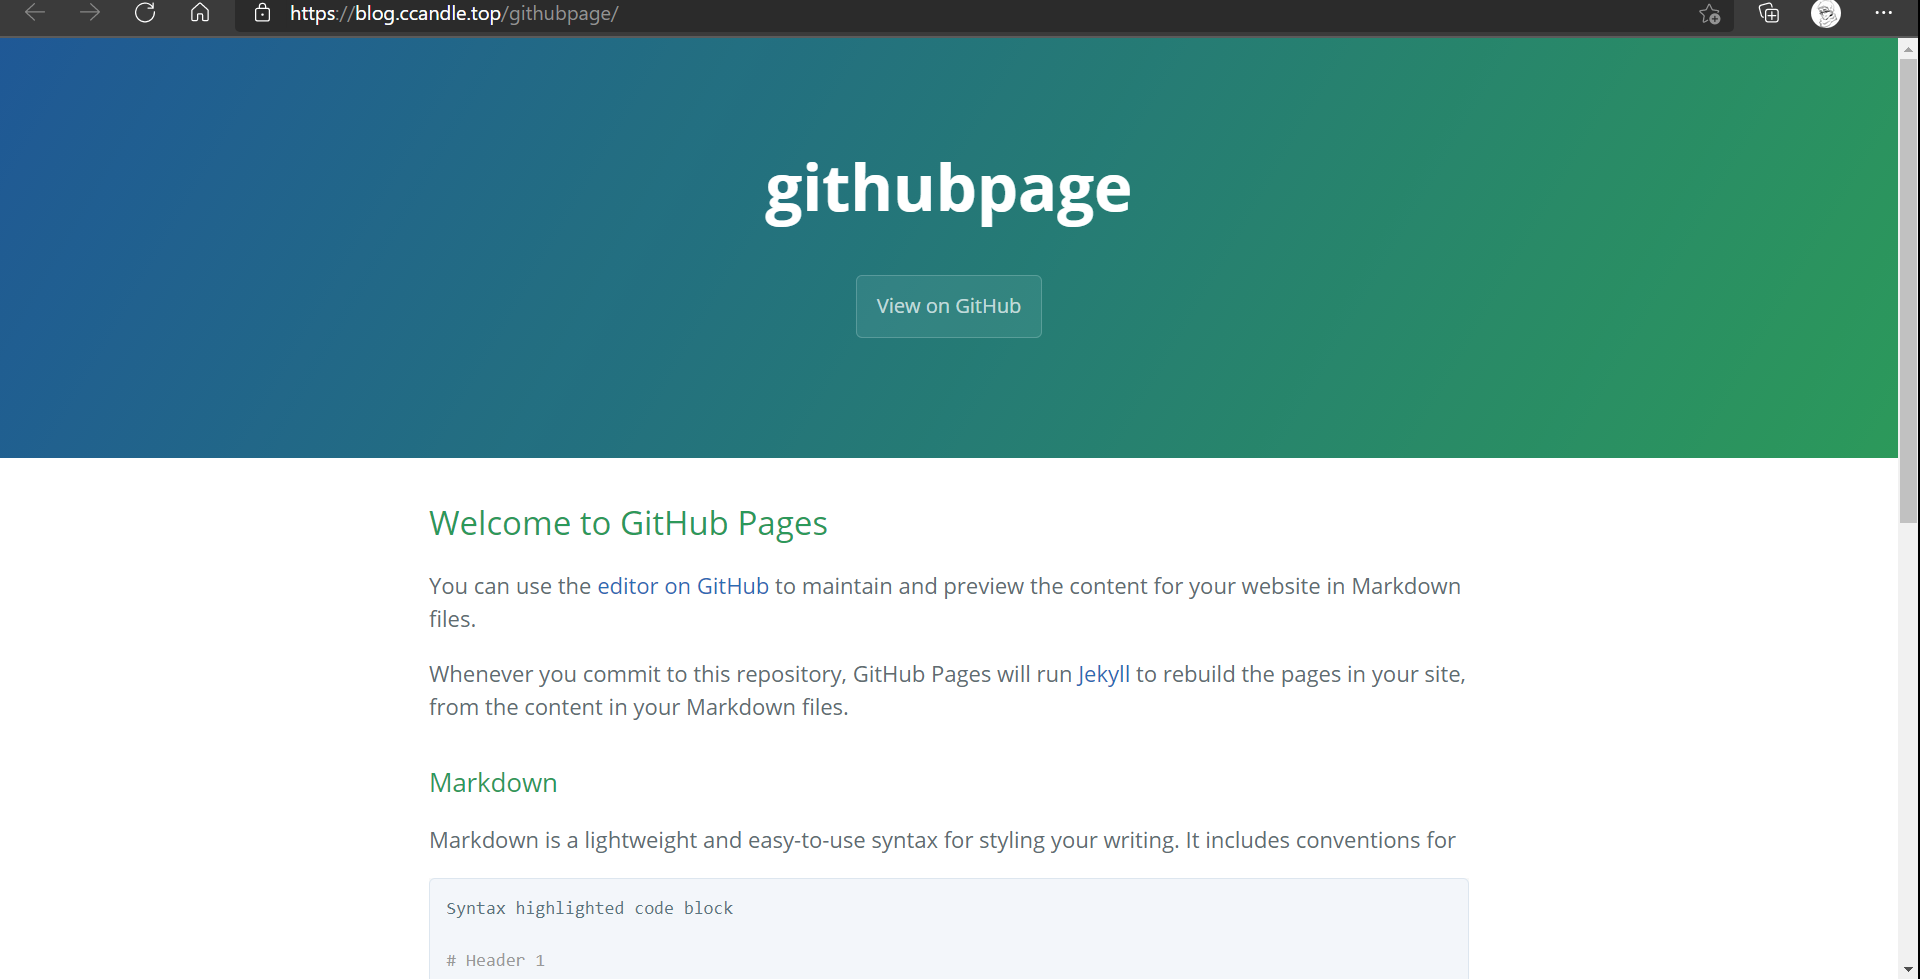 https://blog.ccandle.top/githubpage/
githubpage
View on GitHub
Welcome to GitHub Pages
You can use the editor on GitHub to maintain and preview the content for your website in Markdown
files.
Whenever you commit to this repository, GitHub Pages will run Jekyll to rebuild the pages in your site,
from the content in your Markdown files.
Markdown
Markdown is a lightweight and easy-to-use syntax for styling your writing. It includes conventions for
Syntax highlighted code block
# Header 1